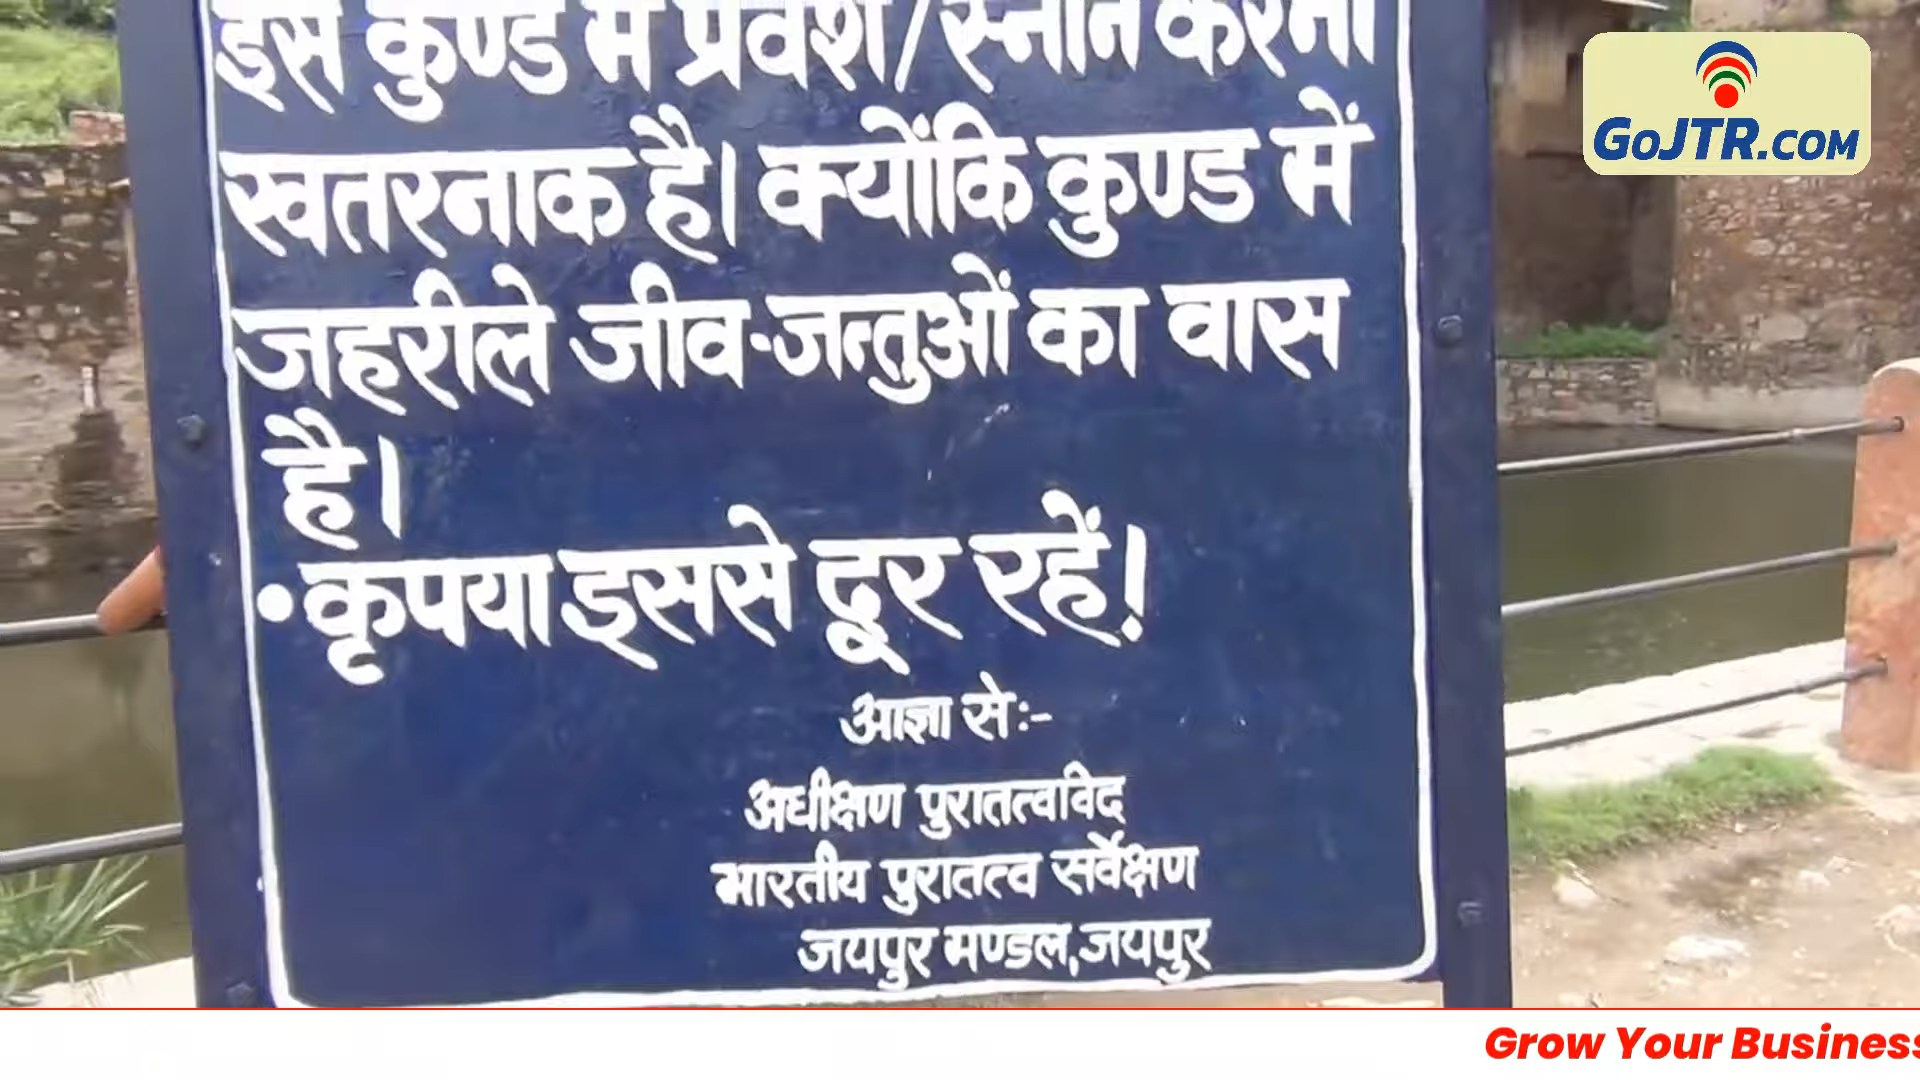 इस कुण्ड में प्रवेश/स्नान करना
खतरनाक है। क्योंकि कुण्ड में
जहरीले जीव-जन्तुओं का वास
है।
•कृपया इससे दूर रहें!
आज्ञा से:-
अधीक्षण पुरातत्वविद
भारतीय पुरातत्व सर्वेक्षण
जयपुर मण्डल,जयपुर
GoJTR.COM
Grow Your Business